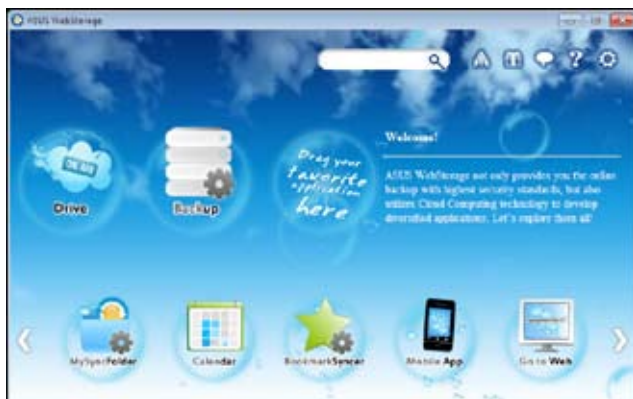 ASUS WebStorage
Welcome!
ON AIR
Drag your
favorite
application
here
ASUS WebStorage not only provides you the online
backup with highest security standards, but also
utilizes Cloud Computing technology to develop
diversified applications. Let's explore them all!
Drive
Backup
MySyncFolder
Calendar
BookmarkSyncer
Mobile App
Go to Web